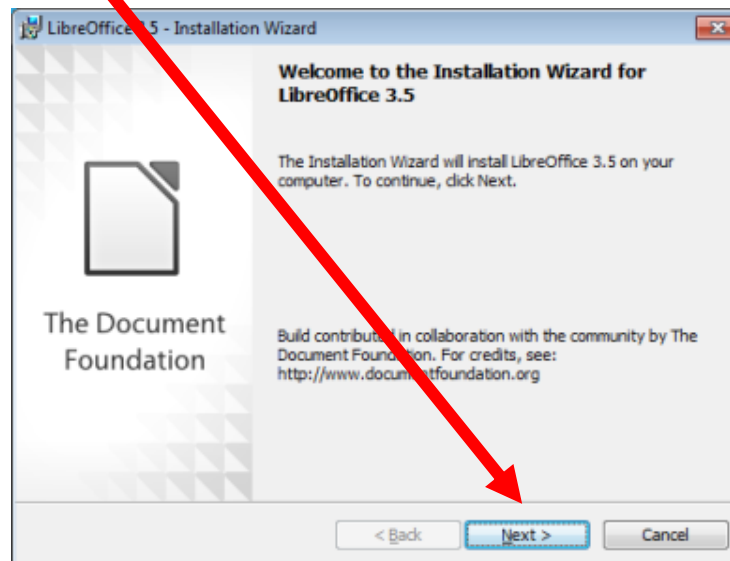 LibreOffice 3.5 - Installation Wizard
Welcome to the Installation Wizard for
LibreOffice 3.5
The Installation Wizard will install LibreOffice 3.5 on your
computer. To continue, click Next.
The Document
Foundation
Build contributed in collaboration with the community by The
Document Foundation. For credits, see:
http://www.documentfoundation.org
< Back
Next >
Cancel